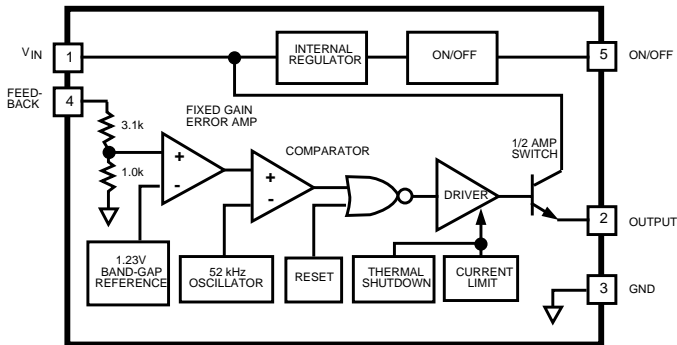 VIN
1
INTERNAL
REGULATOR
ON/OFF
5
ON/OFF
FEED-
BACK
4
3.1k
1.0k
FIXED GAIN
ERROR AMP
+
-
COMPARATOR
+
-
DRIVER
1/2 AMP
SWITCH
2
OUTPUT
1.23V
BAND-GAP
REFERENCE
52 kHz
OSCILLATOR
RESET
THERMAL
SHUTDOWN
CURRENT
LIMIT
3
GND